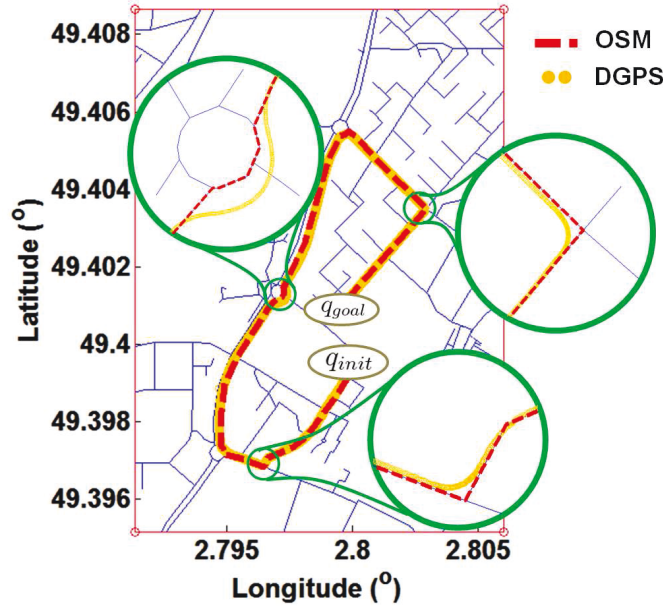 49.408
OSM
DGPS
49.406
49.404
49.402
q_goal
49.4
q_init
49.398
49.396
2.795 2.8 2.805
Latitude (o)
Longitude (o)